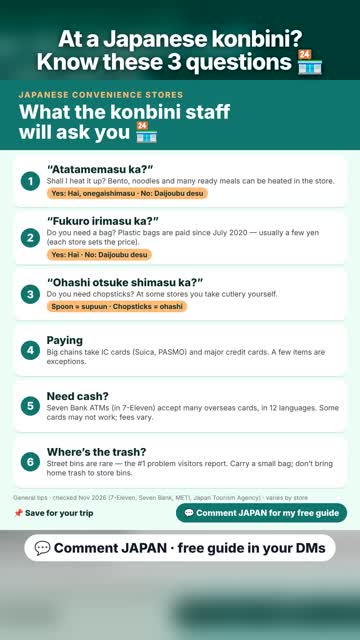 At a Japanese konbini?
Know these 3 questions 🏪
JAPANESE CONVENIENCE STORES
What the konbini staff
will ask you 🏪
1
“Atatamemasu ka?”
Shall I heat it up? Bento, noodles and many ready meals can be heated in the store.
Yes: Hai, onegaishimasu · No: Daijoubu desu
2
“Fukuro irimasu ka?”
Do you need a bag? Plastic bags are paid since July 2020 — usually a few yen
(each store sets the price).
Yes: Hai · No: Daijoubu desu
3
“Ohashi otsuke shimasu ka?”
Do you need chopsticks? At some stores you take cutlery yourself.
Spoon = supuun · Chopsticks = ohashi
4
Paying
Big chains take IC cards (Suica, PASMO) and major credit cards. A few items are
exceptions.
5
Need cash?
Seven Bank ATMs (in 7-Eleven) accept many overseas cards, in 12 languages. Some
cards may not work; fees vary.
6
Where’s the trash?
Street bins are rare — the #1 problem visitors report. Carry a small bag; don’t bring
home trash to store bins.
General tips · checked Nov 2026 (7-Eleven, Seven Bank, METI, Japan Tourism Agency) · varies by store
📌 Save for your trip
💬 Comment JAPAN for my free guide
💬 Comment JAPAN · free guide in your DMs